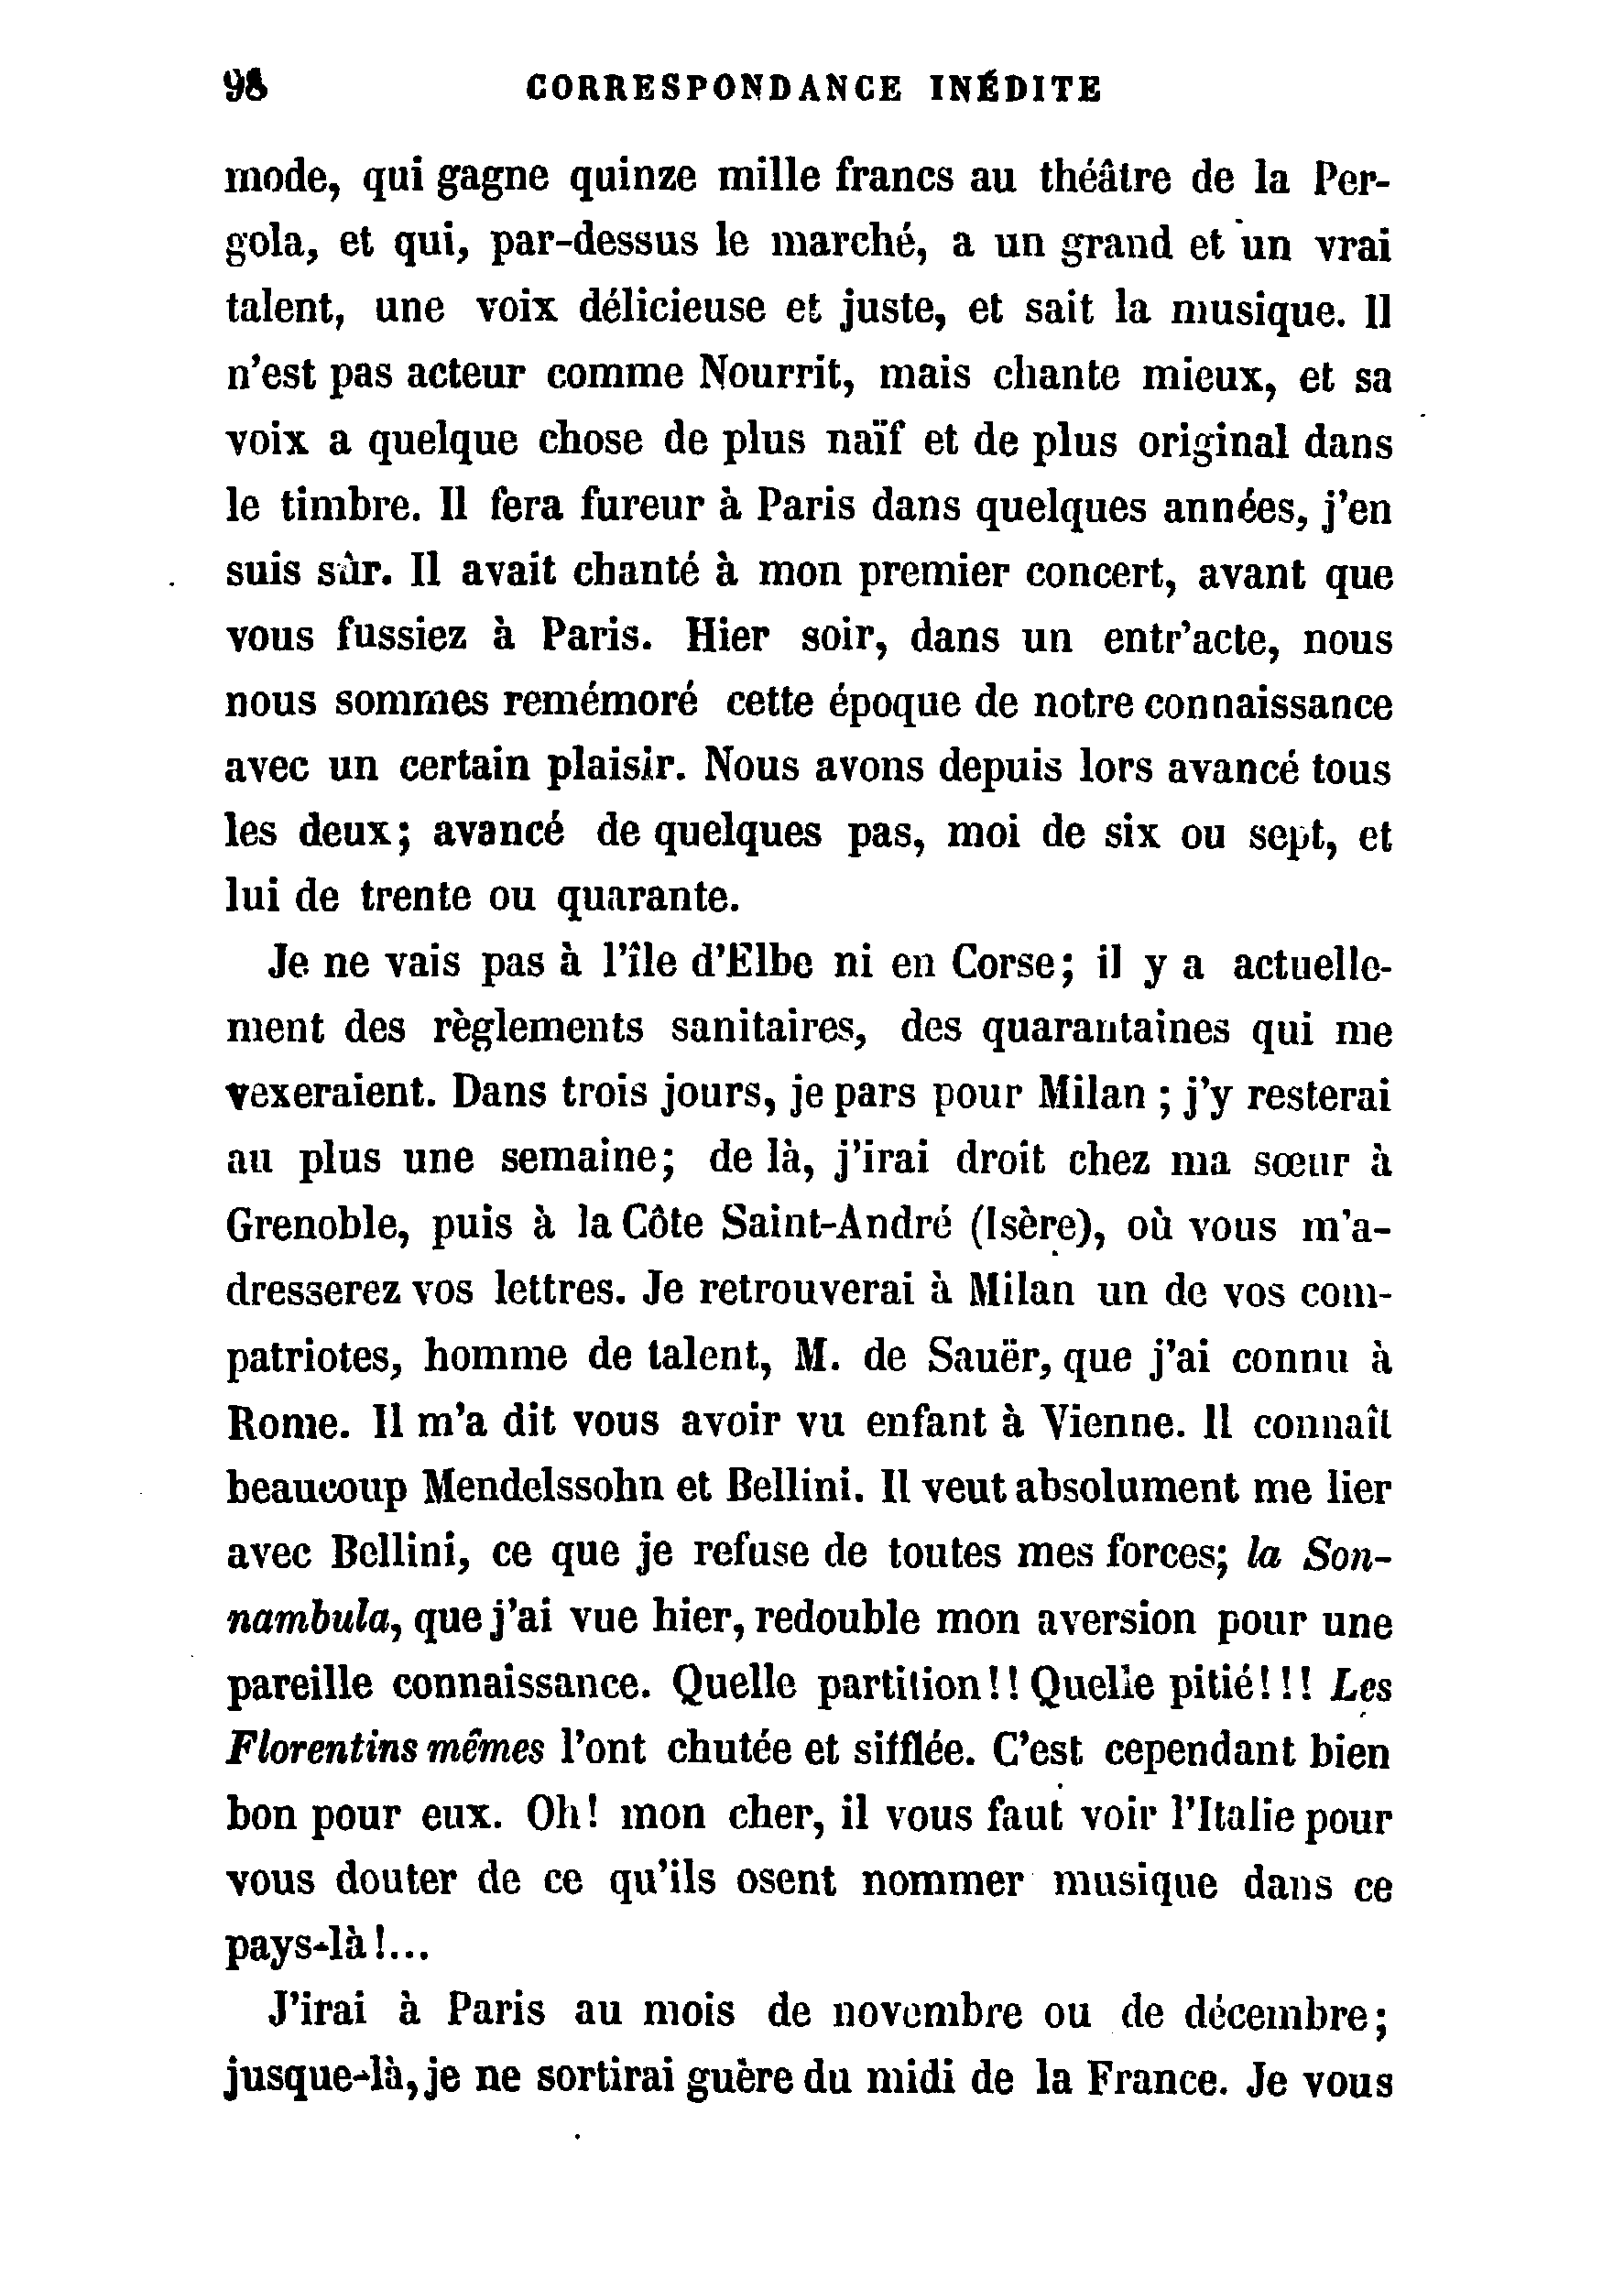 98 CORRESPONDANCE INÉDITE
mode, qui gagne quinze mille francs au théâtre de la Per-
gola, et qui, par-dessus le marché, a un grand et un vrai
talent, une voix délicieuse et juste, et sait la musique. Il
n'est pas acteur comme Nourrit, mais chante mieux, et sa
voix a quelque chose de plus naïf et de plus original dans
le timbre. Il fera fureur à Paris dans quelques années, j'en
suis sûr. Il avait chanté à mon premier concert, avant que
vous fussiez à Paris. Hier soir, dans un entr'acte, nous
nous sommes remémoré cette époque de notre connaissance
avec un certain plaisir. Nous avons depuis lors avancé tous
les deux; avancé de quelques pas, moi de six ou sept, et
lui de trente ou quarante.
Je ne vais pas à l'île d'Elbe ni en Corse; il y a actuelle-
ment des règlements sanitaires, des quarantaines qui me
vexeraient. Dans trois jours, je pars pour Milan ; j'y resterai
au plus une semaine; de là, j'irai droit chez ma sœur à
Grenoble, puis à la Côte Saint-André (Isère), où vous m'a-
dresserez vos lettres. Je retrouverai à Milan un de vos com-
patriotes, homme de talent, M. de Sauër, que j'ai connu à
Rome. Il m'a dit vous avoir vu enfant à Vienne. Il connaît
beaucoup Mendelssohn et Bellini. Il veut absolument me lier
avec Bellini, ce que je refuse de toutes mes forces; la Son-
nambula, que j'ai vue hier, redouble mon aversion pour une
pareille connaissance. Quelle partition!! Quelle pitié!!! Les
Florentins mêmes l'ont chutée et sifflée. C'est cependant bien
bon pour eux. Oh! mon cher, il vous faut voir l'Italie pour
vous douter de ce qu'ils osent nommer musique dans ce
pays-là!...
J'irai à Paris au mois de novembre ou de décembre;
jusque-là, je ne sortirai guère du midi de la France. Je vous